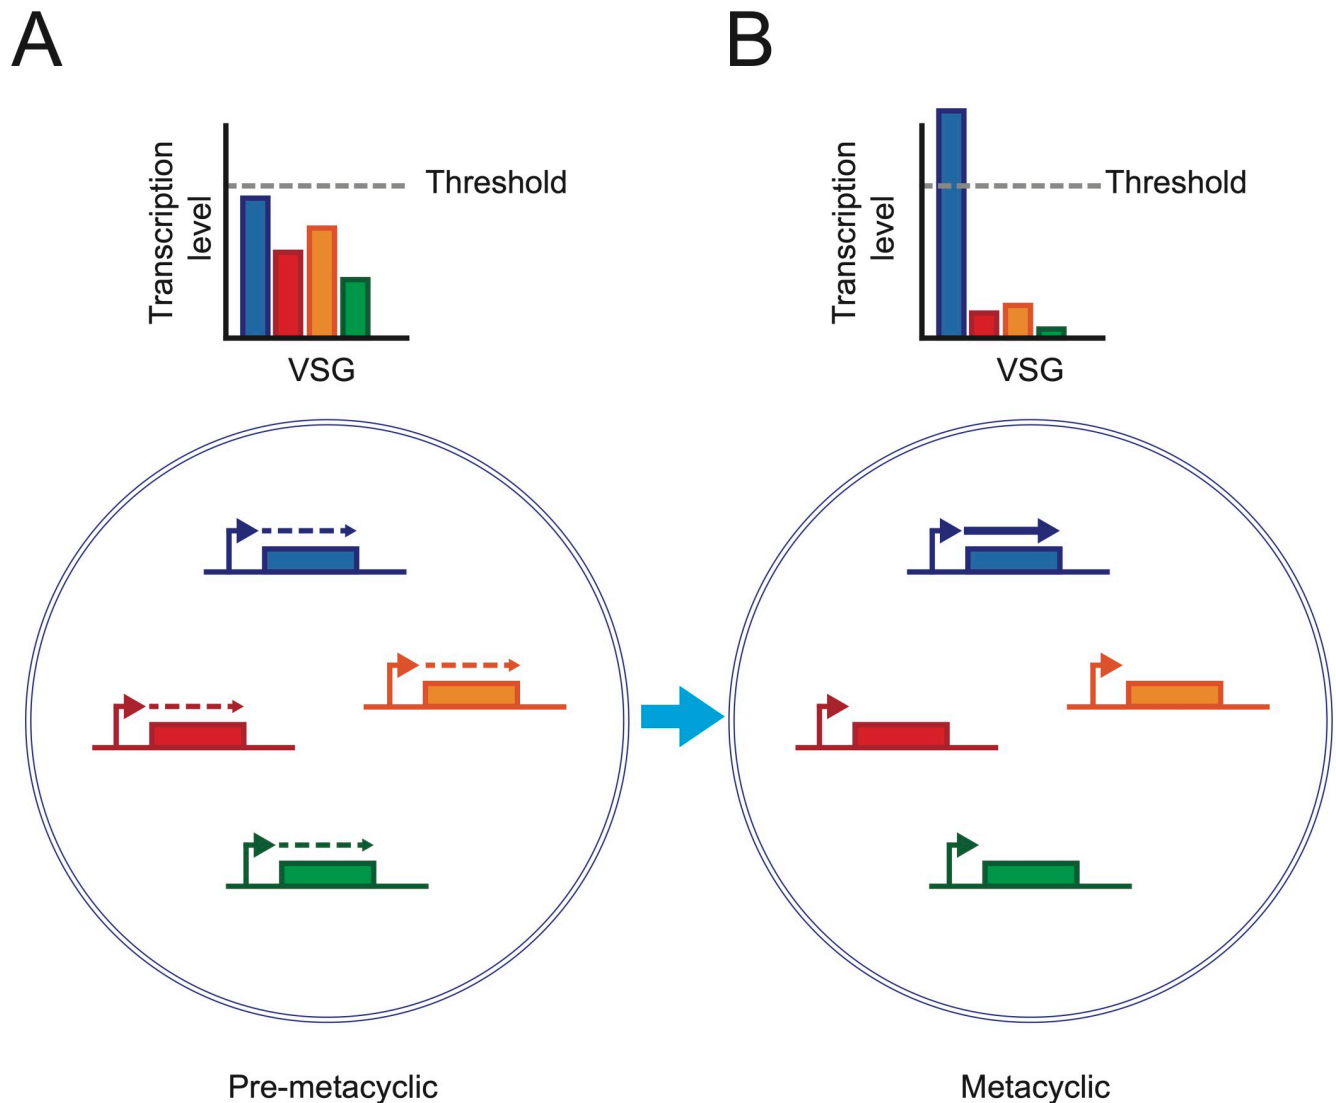 A
B
Transcription
level
Threshold
VSG
Transcription
level
Threshold
VSG
Pre-metacyclic
Metacyclic